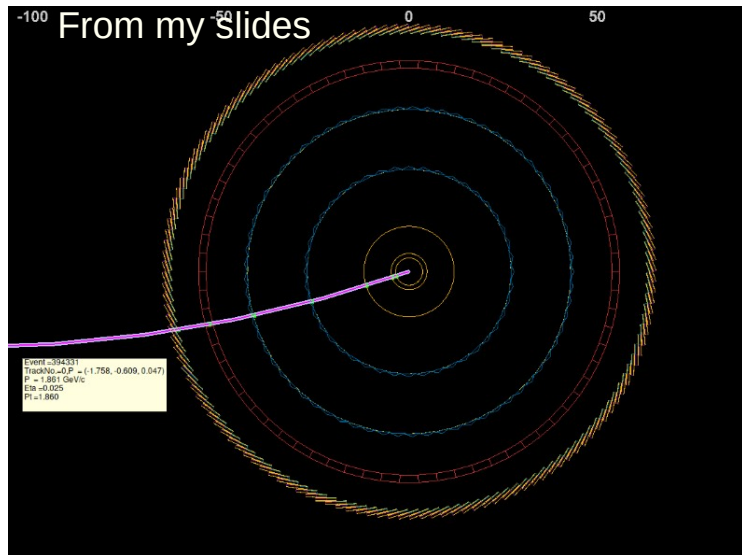 -100 -50 0 50
From my slides
Event =394331
TrackNo.=0,P = (-1.758, -0.609, 0.047)
P = 1.861 GeV/c
Eta =0.025
Pt =1.860